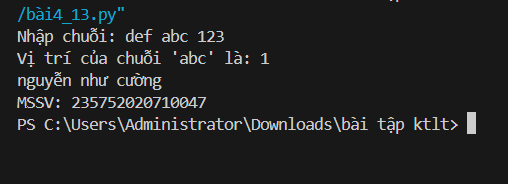 /bài4_13.py"
Nhập chuỗi: def abc 123
Vị trí của chuỗi 'abc' là: 1
nguyễn như cường
MSSV: 235752020710047
PS C:\Users\Administrator\Downloads\bài tập ktlt>